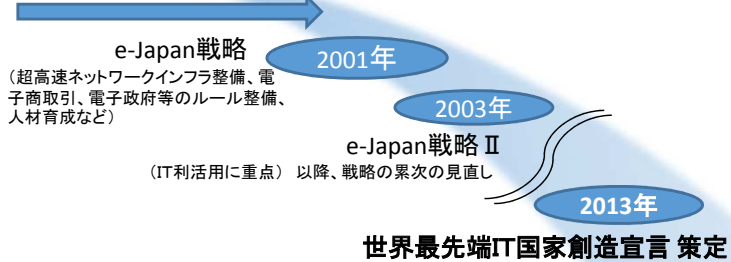 e-Japan戦略
2001年
（超高速ネットワークインフラ整備、電
子商取引、電子政府等のルール整備、
人材育成など）
2003年
e-Japan戦略Ⅱ
（IT利活用に重点） 以降、戦略の累次の見直し
2013年
世界最先端IT国家創造宣言 策定